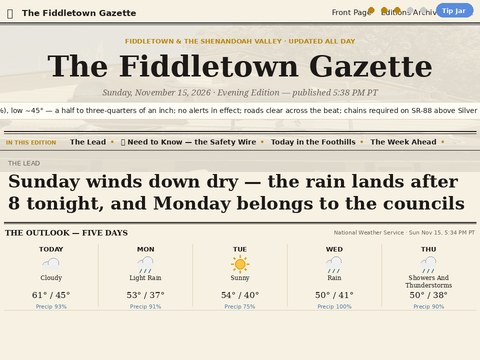 The Fiddletown Gazette
Front Page Editions Archiv
Tip Jar
FIDDLETOWN & THE SHENANDOAH VALLEY · UPDATED ALL DAY
The Fiddletown Gazette
Sunday, November 15, 2026 · Evening Edition — published 5:38 PM PT
%), low ~45° — a half to three-quarters of an inch; no alerts in effect; roads clear across the beat; chains required on SR-88 above Silver
IN THIS EDITION The Lead • Need to Know — the Safety Wire • Today in the Foothills • The Week Ahead •
THE LEAD
Sunday winds down dry — the rain lands after
8 tonight, and Monday belongs to the councils
THE OUTLOOK — FIVE DAYS
National Weather Service · Sun Nov 15, 5:34 PM PT
TODAY MON TUE WED THU
Cloudy Light Rain Sunny Rain Showers And
Thunderstorms
61° / 45° 53° / 37° 54° / 40° 50° / 41° 50° / 38°
Precip 93% Precip 91% Precip 75% Precip 100% Precip 90%